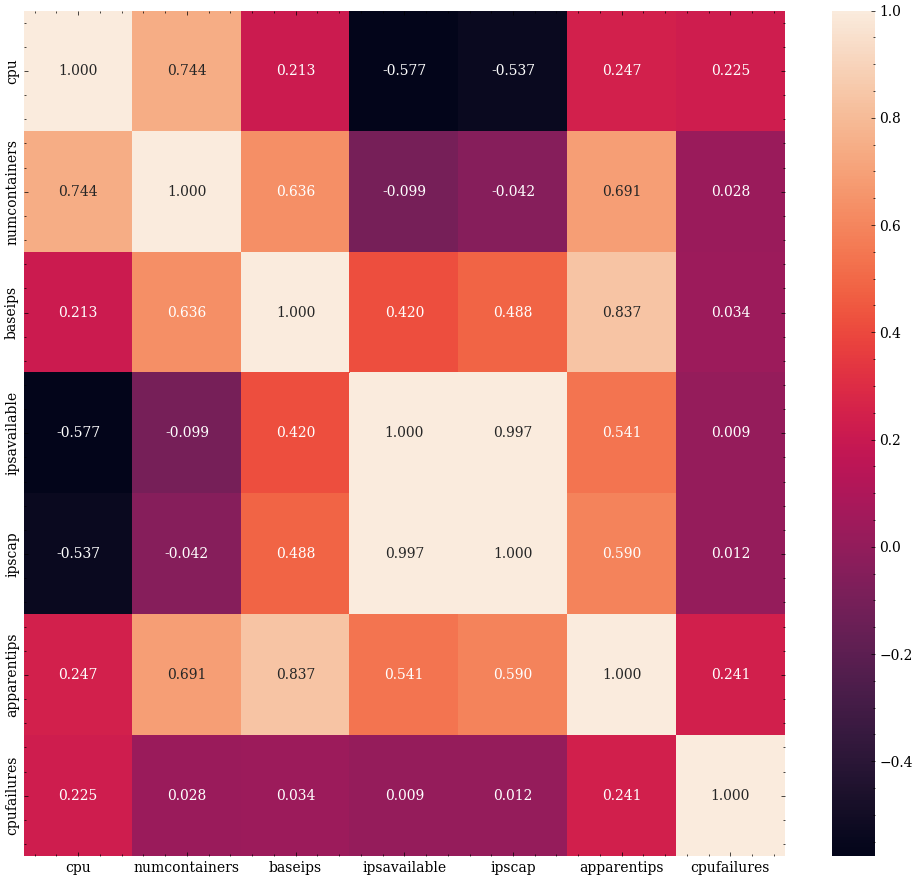 cpu 1.000 0.744 0.213 -0.577 -0.537 0.247 0.225
numcontainers 0.744 1.000 0.636 -0.099 -0.042 0.691 0.028
baseips 0.213 0.636 1.000 0.420 0.488 0.837 0.034
ipsavailable -0.577 -0.099 0.420 1.000 0.997 0.541 0.009
ipscap -0.537 -0.042 0.488 0.997 1.000 0.590 0.012
apparentips 0.247 0.691 0.837 0.541 0.590 1.000 0.241
cpufailures 0.225 0.028 0.034 0.009 0.012 0.241 1.000
cpu numcontainers baseips ipsavailable ipscap apparentips cpufailures
1.0
0.8
0.6
0.4
0.2
0.0
−0.2
−0.4